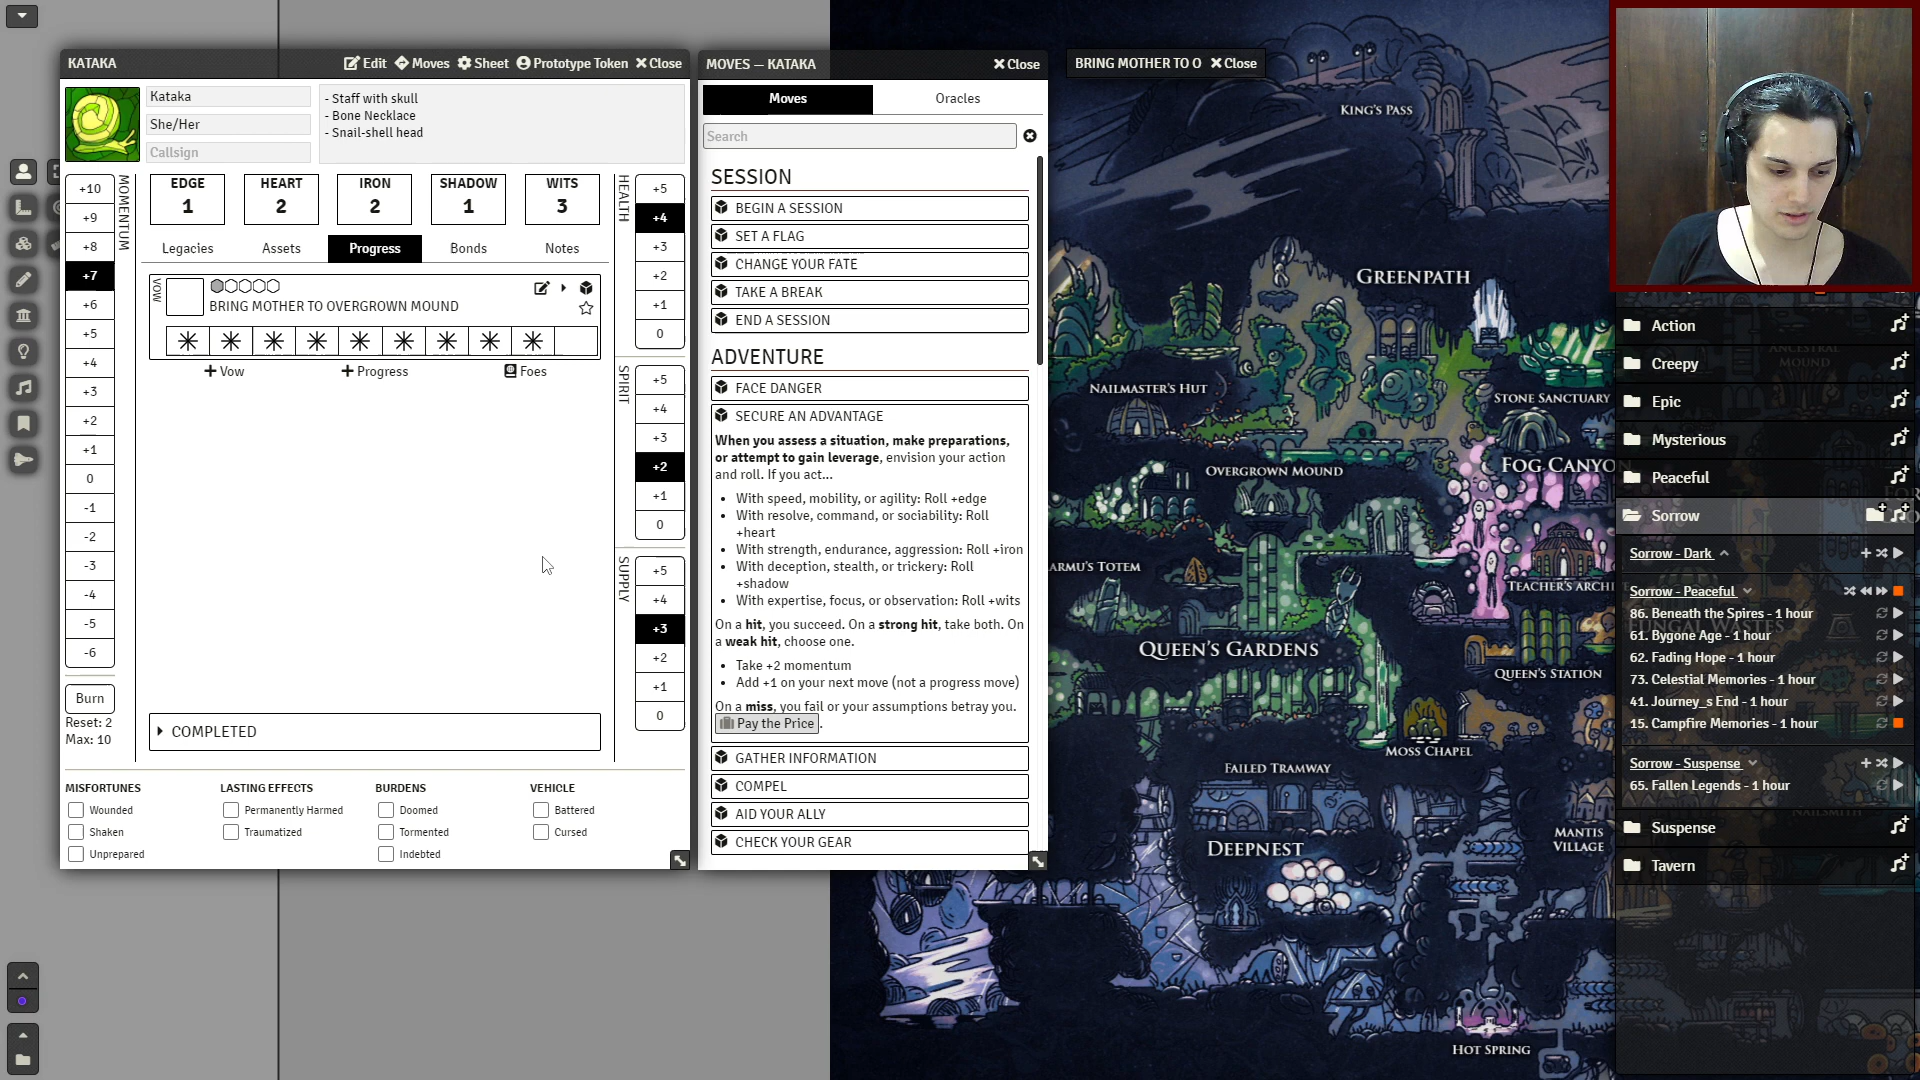 KATAKA
Edit Moves Sheet Prototype Token Close
Kataka
She/Her
Callsign
- Staff with skull
- Bone Necklace
- Snail-shell head
MOMENTUM
+10
+9
+8
+7
+6
+5
+4
+3
+2
+1
0
-1
-2
-3
-4
-5
-6
Burn
Reset: 2
Max: 10
EDGE
1
HEART
2
IRON
2
SHADOW
1
WITS
3
Legacies Assets Progress Bonds Notes
VOW
BRING MOTHER TO OVERGROWN MOUND
Vow Progress Foes
COMPLETED
HEALTH
+5
+4
+3
+2
+1
0
SPIRIT
+5
+4
+3
+2
+1
0
SUPPLY
+5
+4
+3
+2
+1
0
MISFORTUNES
Wounded
Shaken
Unprepared
LASTING EFFECTS
Permanently Harmed
Traumatized
BURDENS
Doomed
Tormented
Indebted
VEHICLE
Battered
Cursed
MOVES — KATAKA Close
Moves Oracles
Search
SESSION
BEGIN A SESSION
SET A FLAG
CHANGE YOUR FATE
TAKE A BREAK
END A SESSION
ADVENTURE
FACE DANGER
SECURE AN ADVANTAGE
When you assess a situation, make preparations,
or attempt to gain leverage, envision your action
and roll. If you act...
• With speed, mobility, or agility: Roll +edge
• With resolve, command, or sociability: Roll
+heart
• With strength, endurance, aggression: Roll +iron
• With deception, stealth, or trickery: Roll
+shadow
• With expertise, focus, or observation: Roll +wits
On a hit, you succeed. On a strong hit, take both. On
a weak hit, choose one.
• Take +2 momentum
• Add +1 on your next move (not a progress move)
On a miss, you fail or your assumptions betray you.
Pay the Price.
GATHER INFORMATION
COMPEL
AID YOUR ALLY
CHECK YOUR GEAR
BRING MOTHER TO O Close
KING'S PASS
GREENPATH
NAILMASTER'S HUT
STONE SANCTUARY
OVERGROWN MOUND
FOG CANYO
ARMU'S TOTEM
TEACHER'S ARCHI
QUEEN'S GARDENS
QUEEN'S STATION
MOSS CHAPEL
FAILED TRAMWAY
MANTIS
VILLAGE
DEEPNEST
HOT SPRING
Action
ANCESTRAL
MOUND
Creepy
Epic
Mysterious
Peaceful
Sorrow
Sorrow - Dark
Sorrow - Peaceful
86. Beneath the Spires - 1 hour
61. Bygone Age - 1 hour
62. Fading Hope - 1 hour
73. Celestial Memories - 1 hour
41. Journey_s End - 1 hour
15. Campfire Memories - 1 hour
Sorrow - Suspense
65. Fallen Legends - 1 hour
NAILSMITH
Suspense
Tavern